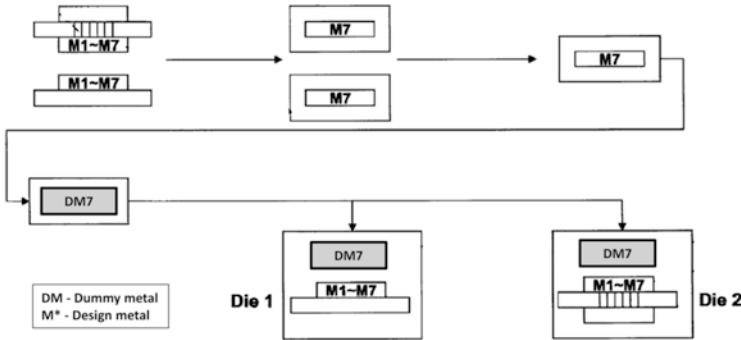 M1~M7
M1~M7
M7
M7
M7
DM7
DM7
M1~M7
Die 1
DM7
M1~M7
Die 2
DM - Dummy metal
M* - Design metal